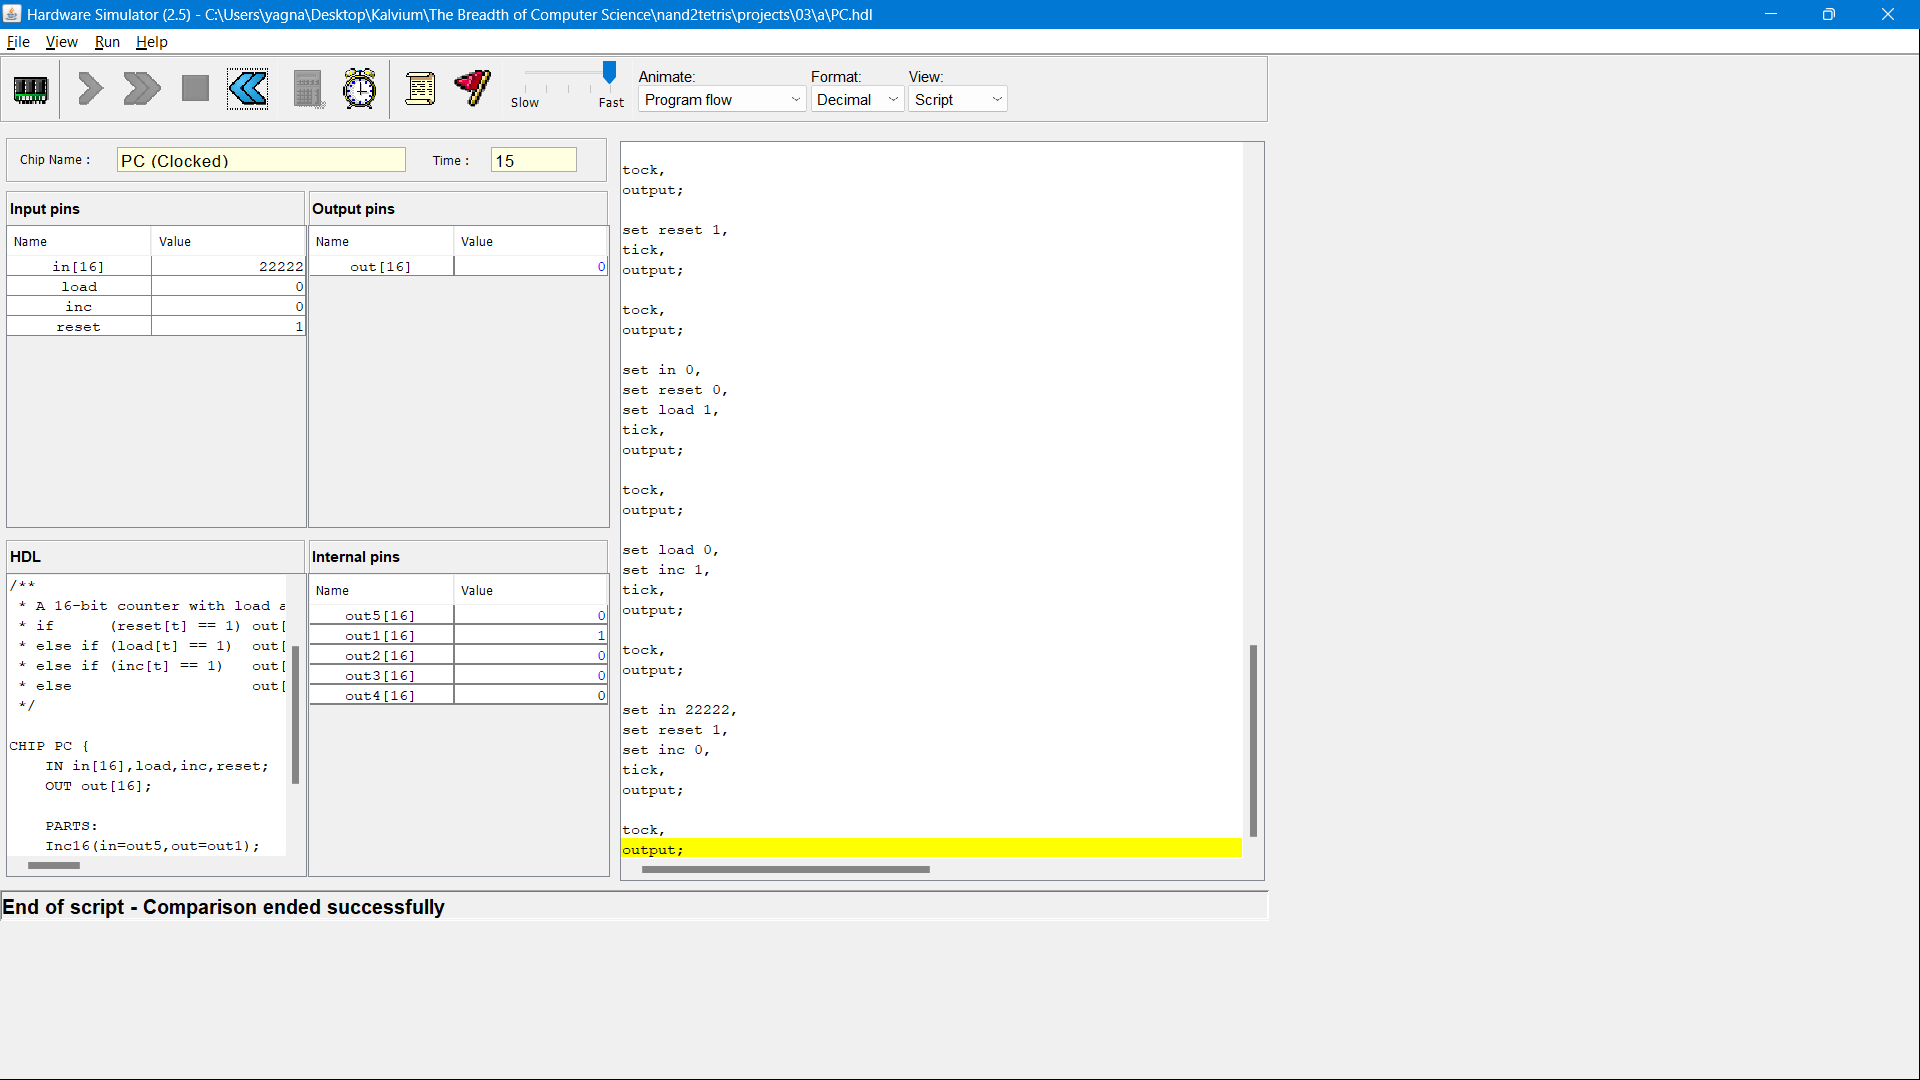 Hardware Simulator (2.5) - C:\Users\yagna\Desktop\Kalvium\The Breadth of Computer Science\nand2tetris\projects\03\a\PC.hdl
File View Run Help
Slow Fast
Animate: Format: View:
Program flow Decimal Script
Chip Name : PC (Clocked) Time : 15
Input pins
Name Value
in[16] 22222
load 0
inc 0
reset 1
Output pins
Name Value
out[16] 0
HDL
/**
* A 16-bit counter with load a
* if (reset[t] == 1) out[
* else if (load[t] == 1) out[
* else if (inc[t] == 1) out[
* else out[
*/
CHIP PC {
IN in[16],load,inc,reset;
OUT out[16];
PARTS:
Inc16(in=out5,out=out1);
Internal pins
Name Value
out5[16] 0
out1[16] 1
out2[16] 0
out3[16] 0
out4[16] 0
tock,
output;
set reset 1,
tick,
output;
tock,
output;
set in 0,
set reset 0,
set load 1,
tick,
output;
tock,
output;
set load 0,
set inc 1,
tick,
output;
tock,
output;
set in 22222,
set reset 1,
set inc 0,
tick,
output;
tock,
output;
End of script - Comparison ended successfully